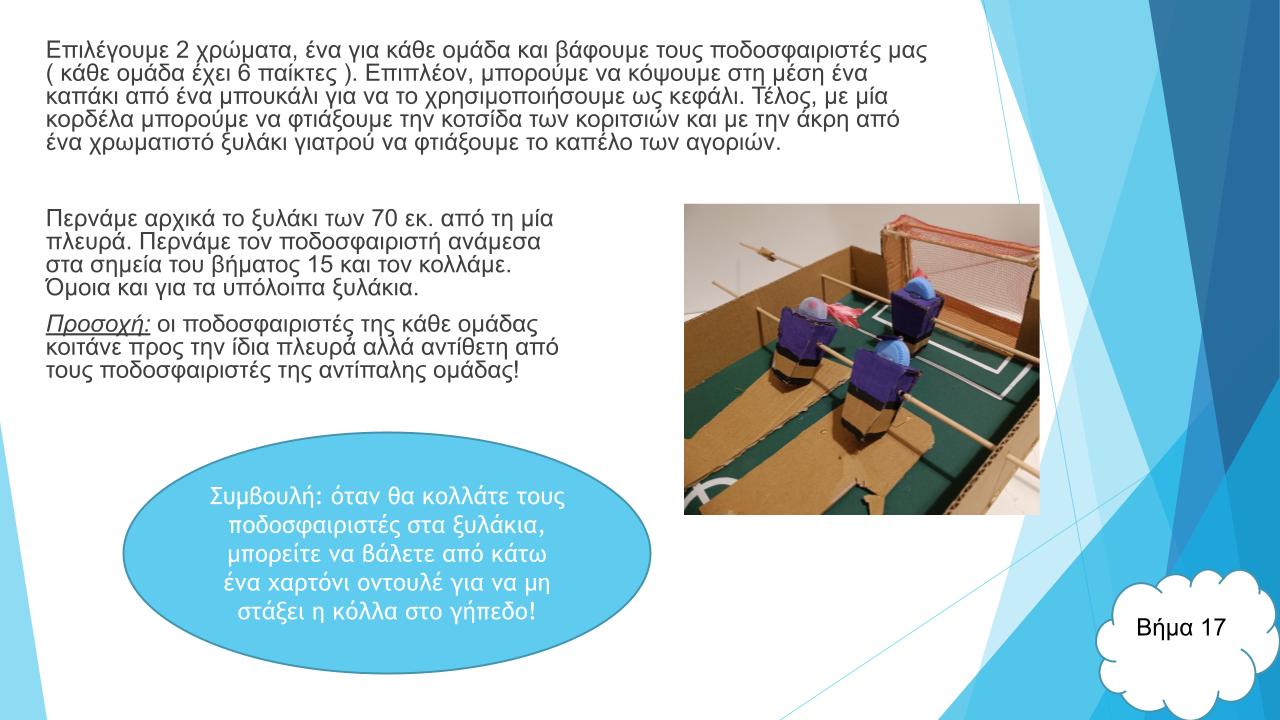 Επιλέγουμε 2 χρώματα, ένα για κάθε ομάδα και βάφουμε τους ποδοσφαιριστές μας
( κάθε ομάδα έχει 6 παίκτες ). Επιπλέον, μπορούμε να κόψουμε στη μέση ένα
καπάκι από ένα μπουκάλι για να το χρησιμοποιήσουμε ως κεφάλι. Τέλος, με μία
κορδέλα μπορούμε να φτιάξουμε την κοτσίδα των κοριτσιών και με την άκρη από
ένα χρωματιστό ξυλάκι γιατρού να φτιάξουμε το καπέλο των αγοριών.
Περνάμε αρχικά το ξυλάκι των 70 εκ. από τη μία
πλευρά. Περνάμε τον ποδοσφαιριστή ανάμεσα
στα σημεία του βήματος 15 και τον κολλάμε.
Όμοια και για τα υπόλοιπα ξυλάκια.
Προσοχή: οι ποδοσφαιριστές της κάθε ομάδας
κοιτάνε προς την ίδια πλευρά αλλά αντίθετη από
τους ποδοσφαιριστές της αντίπαλης ομάδας!
Συμβουλή: όταν θα κολλάτε τους
ποδοσφαιριστές στα ξυλάκια,
μπορείτε να βάλετε από κάτω
ένα χαρτόνι οντουλέ για να μη
στάξει η κόλλα στο γήπεδο!
Βήμα 17